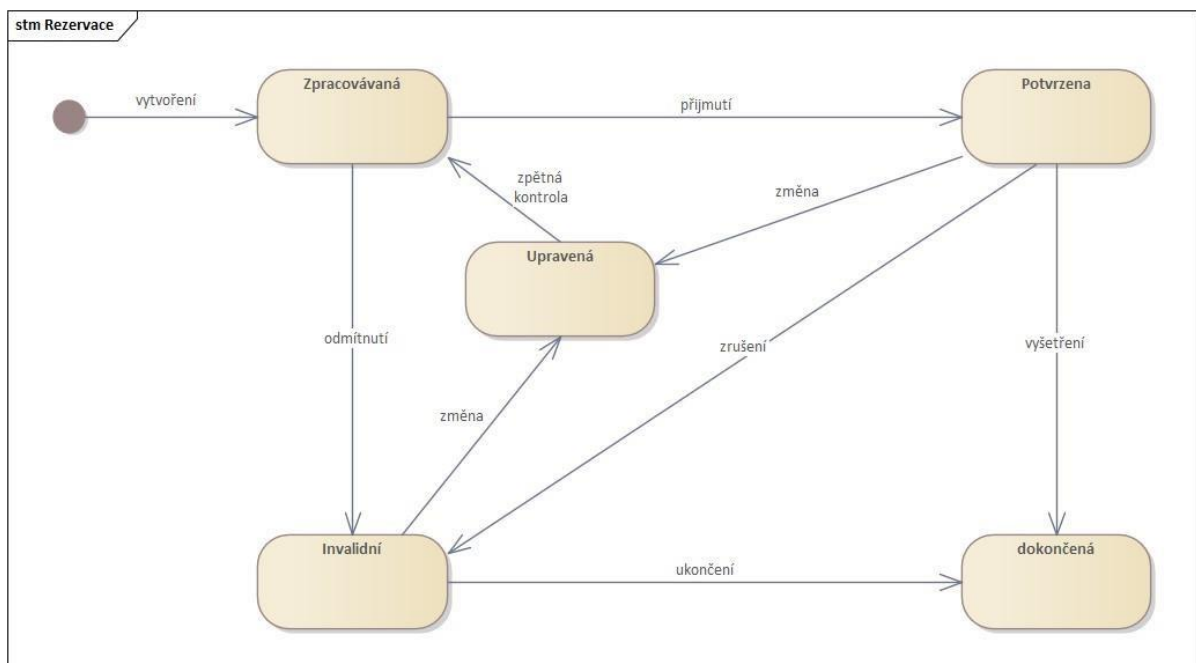 stm Rezervace
Zpracovávaná
Potvrzena
vytvoření
přijmutí
zpětná
kontrola
změna
Upravená
odmítnutí
zrušení
vyšetření
změna
Invalidní
dokončená
ukončení